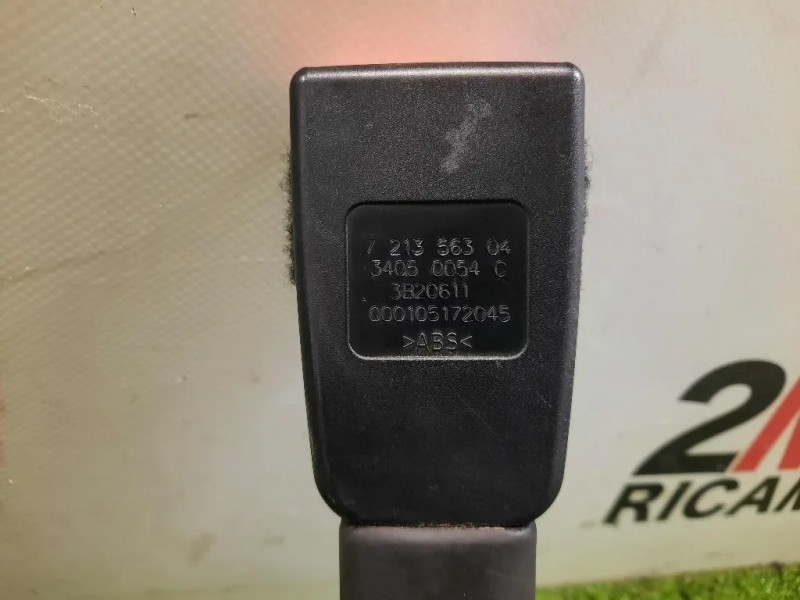 7 213 563 04
3405 0054 C
3B20611
000105172045
>ABS<
2M
RICAM